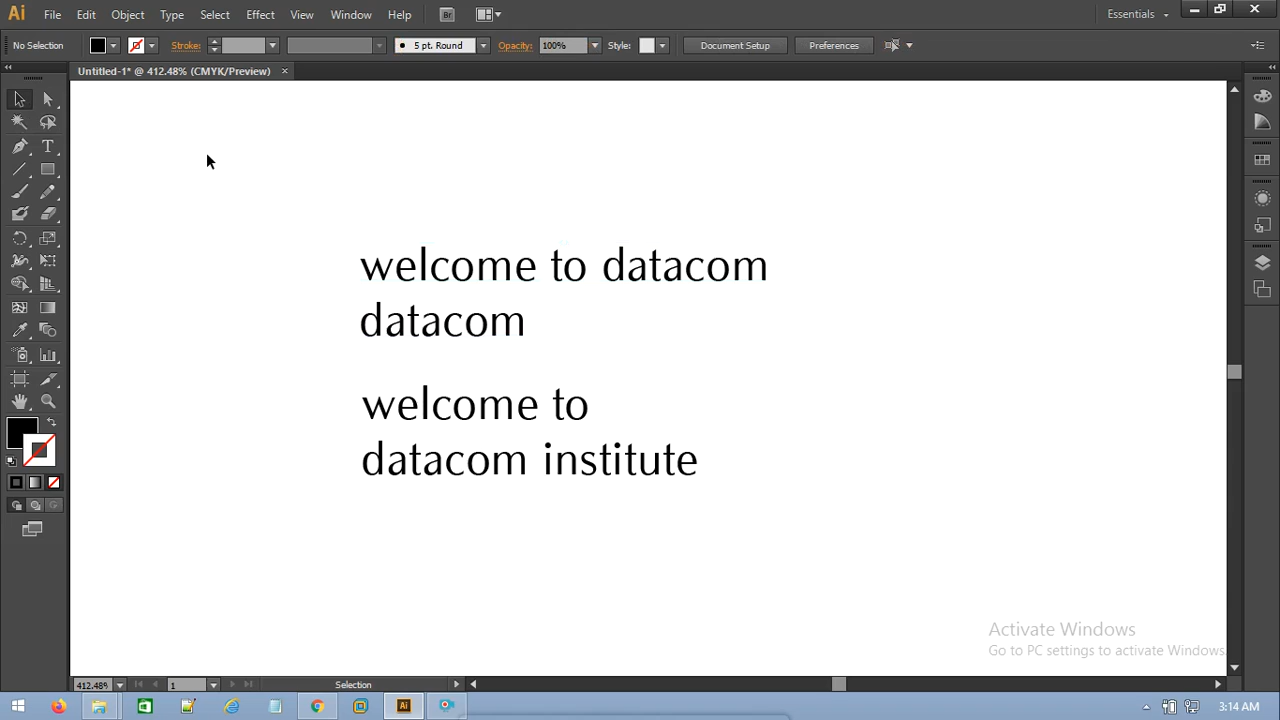 Ai File Edit Object Type Select Effect View Window Help Br Essentials
No Selection Stroke: 5 pt. Round Opacity: 100% Style: Document Setup Preferences
Untitled-1* @ 412.48% (CMYK/Preview)
welcome to datacom
datacom
welcome to
datacom institute
Activate Windows
Go to PC settings to activate Windows.
412.48% 1 Selection
Ai 3:14 AM